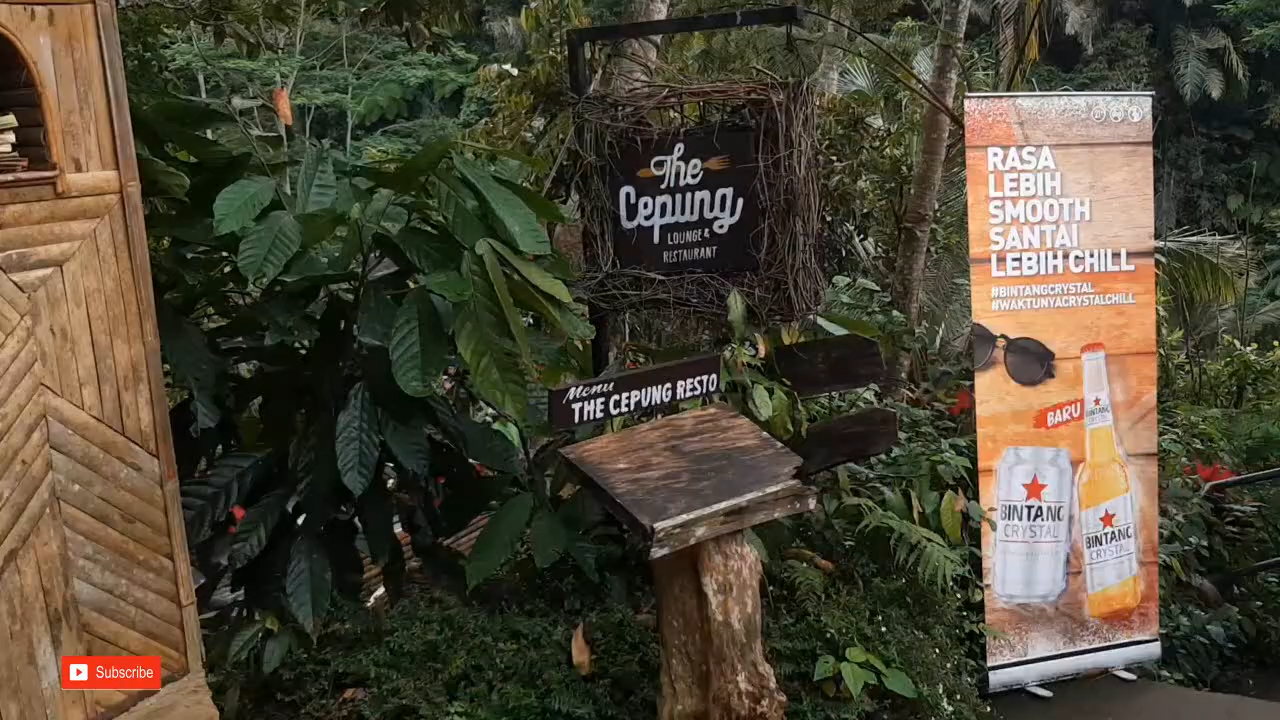 The
Cepung
LOUNGE &
RESTAURANT
Menu
THE CEPUNG RESTO
RASA
LEBIH
SMOOTH
SANTAI
LEBIH CHILL
#BINTANGCRYSTAL
#WAKTUNYACRYSTALCHILL
BARU
BINTANG
BINTANG
CRYSTAL
BINTANG
CRYSTAL
Subscribe